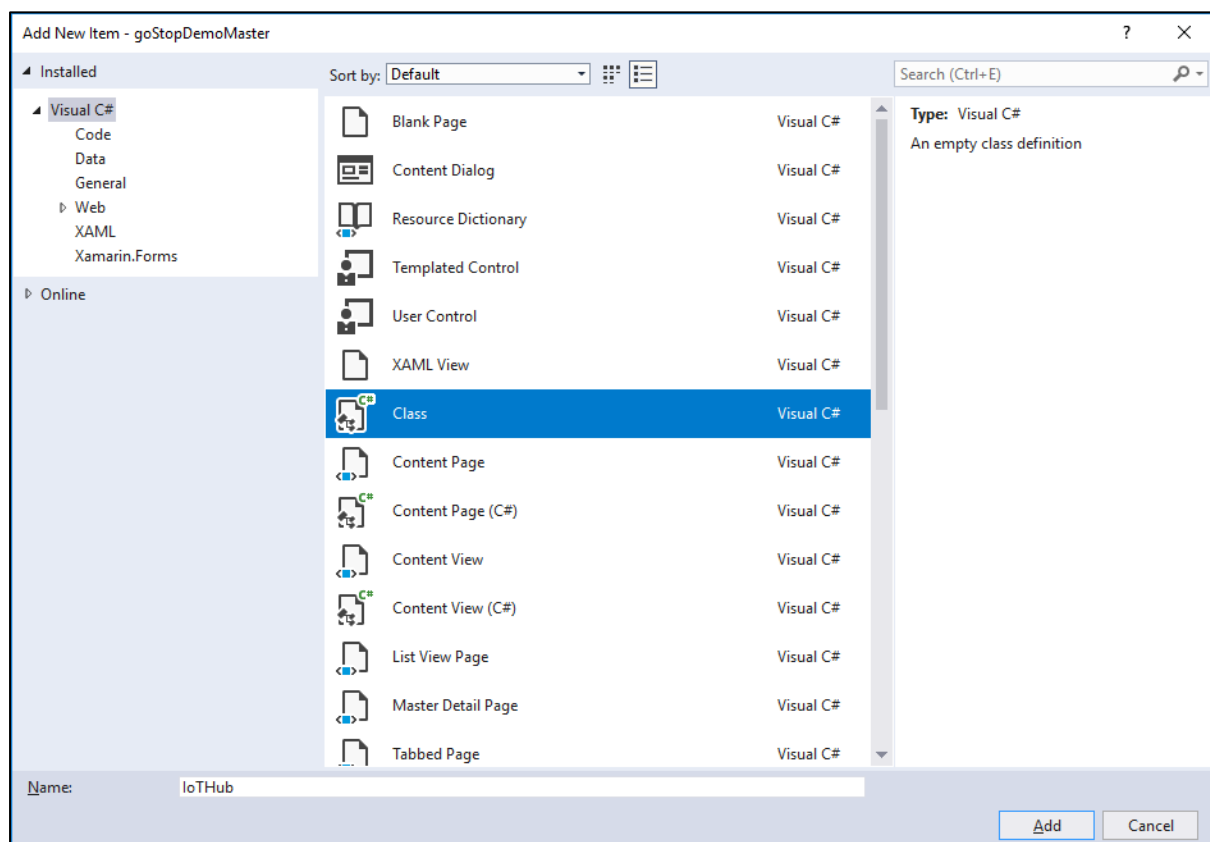 Add New Item - goStopDemoMaster ? ×
Installed
Visual C#
Code
Data
General
Web
XAML
Xamarin.Forms
Online
Sort by: Default
Search (Ctrl+E)
Blank Page Visual C#
Content Dialog Visual C#
Resource Dictionary Visual C#
Templated Control Visual C#
User Control Visual C#
XAML View Visual C#
C# Class Visual C#
Content Page Visual C#
C# Content Page (C#) Visual C#
Content View Visual C#
C# Content View (C#) Visual C#
List View Page Visual C#
Master Detail Page Visual C#
Tabbed Page Visual C#
Type: Visual C#
An empty class definition
Name: IoTHub
Add Cancel